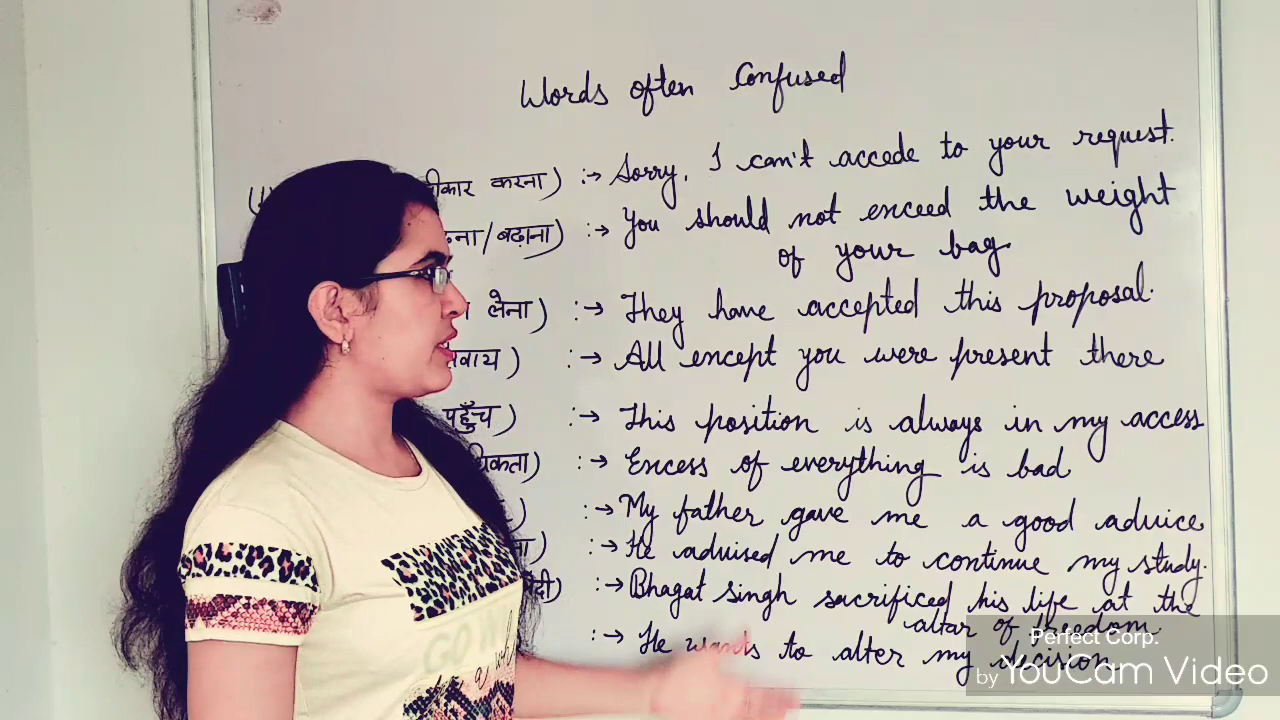 Words often Confused
करना) :→ Sorry, I can't accede to your request.
/बढ़ाना) :→ You should not exceed the weight
of your bag
लेना) :→ They have accepted this proposal.
:→ All except you were present there
पहुँच) :→ This position is always in my access
:→ Excess of everything is bad
:→ My father gave me a good advice
:→ He advised me to continue my study.
:→ Bhagat Singh sacrificed his life at the
altar of freedom.
:→ He wants to alter my decision
Perfect Corp.
by YouCam Video